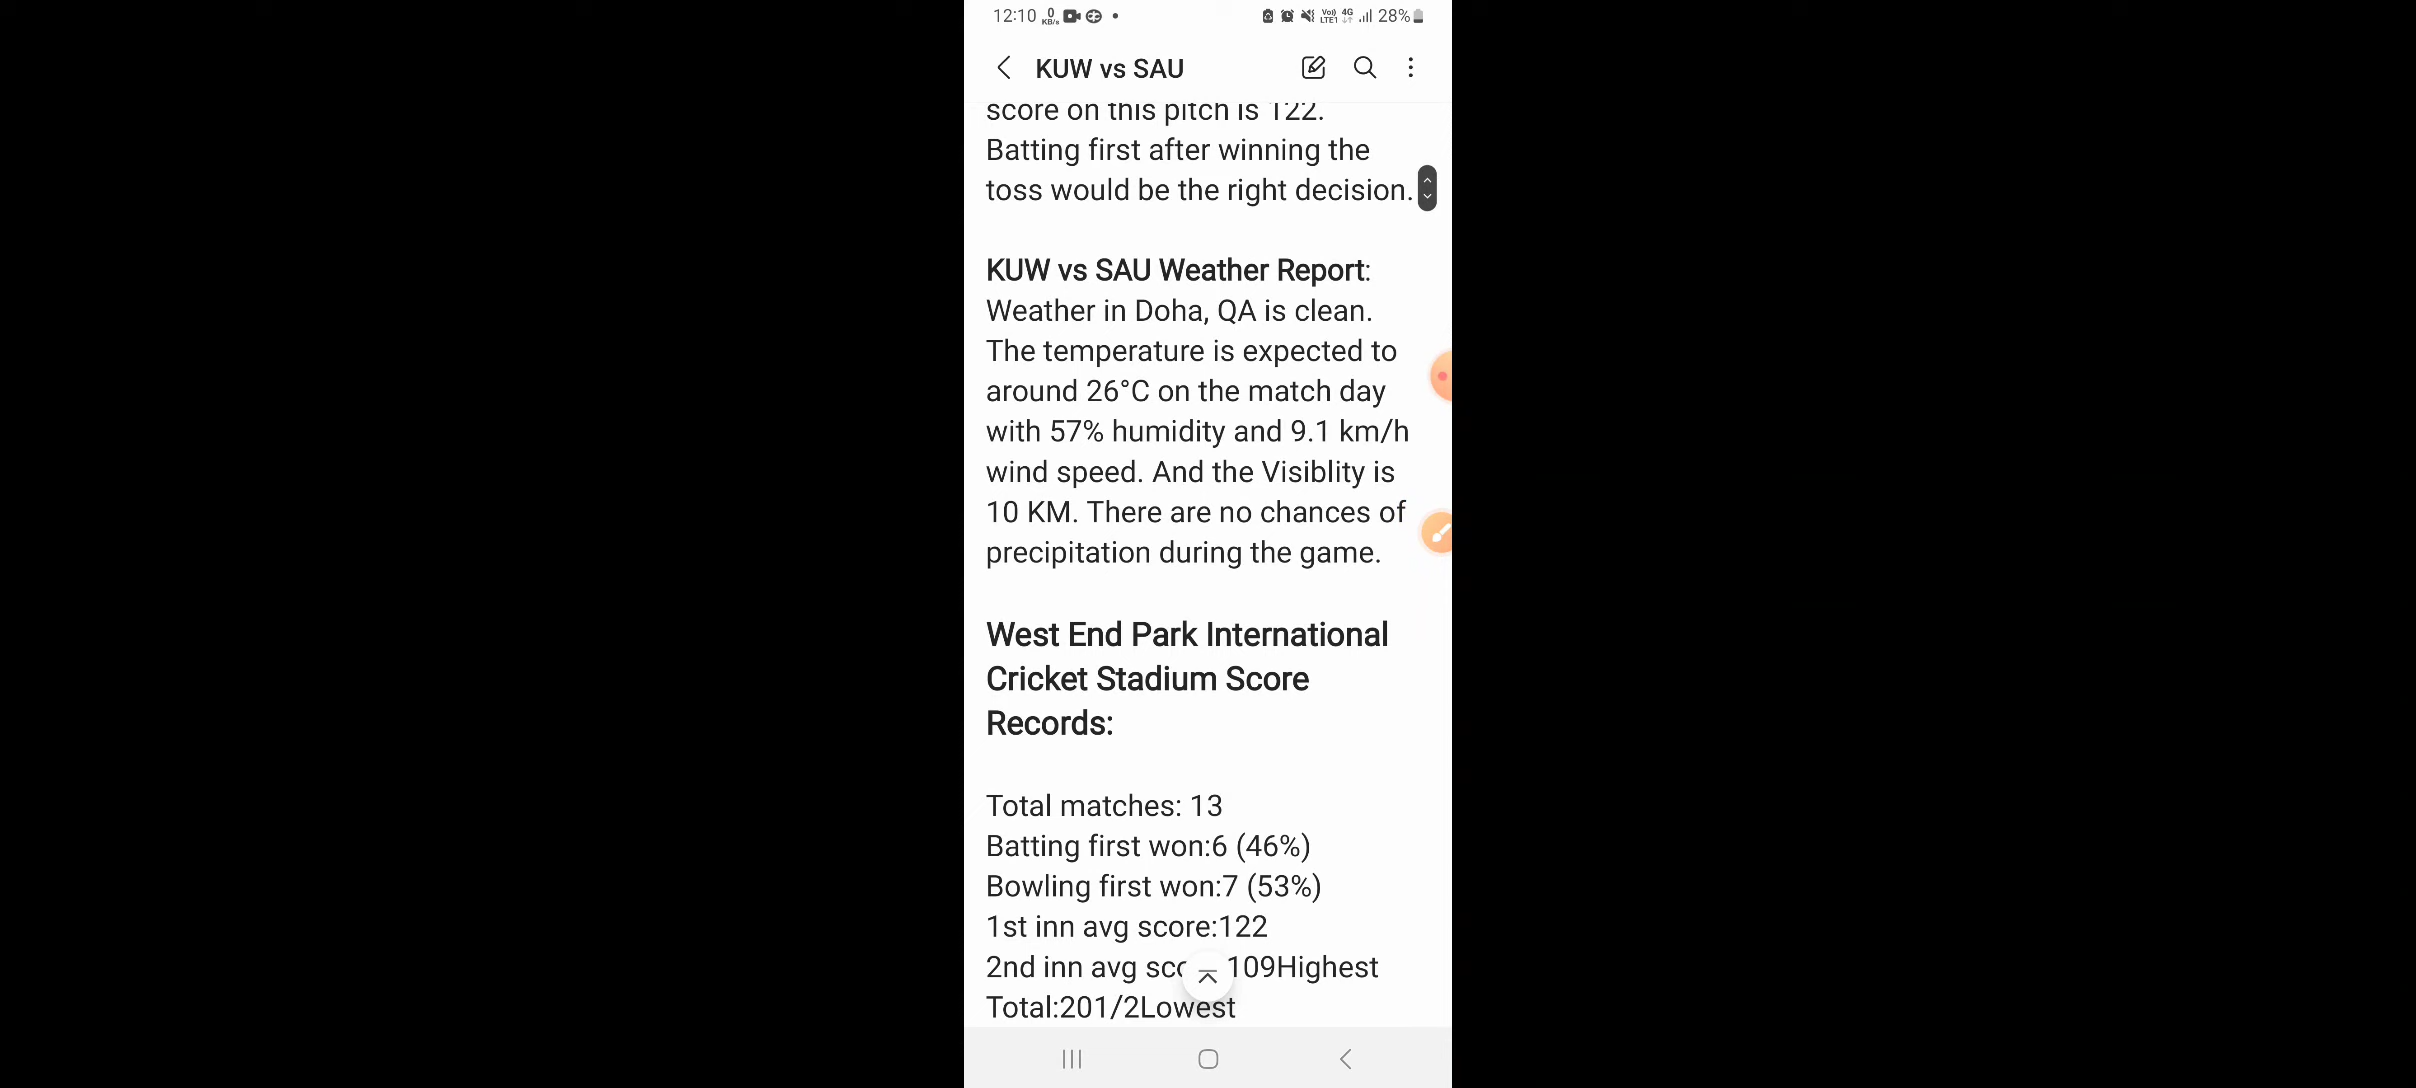 12:10 0 KB/s Vo)) LTE1 4G 28%
KUW vs SAU
score on this pitch is 122.
Batting first after winning the
toss would be the right decision.
KUW vs SAU Weather Report:
Weather in Doha, QA is clean.
The temperature is expected to
around 26°C on the match day
with 57% humidity and 9.1 km/h
wind speed. And the Visiblity is
10 KM. There are no chances of
precipitation during the game.
West End Park International
Cricket Stadium Score
Records:
Total matches: 13
Batting first won:6 (46%)
Bowling first won:7 (53%)
1st inn avg score:122
2nd inn avg 109Highest
Total:201/2Lowest